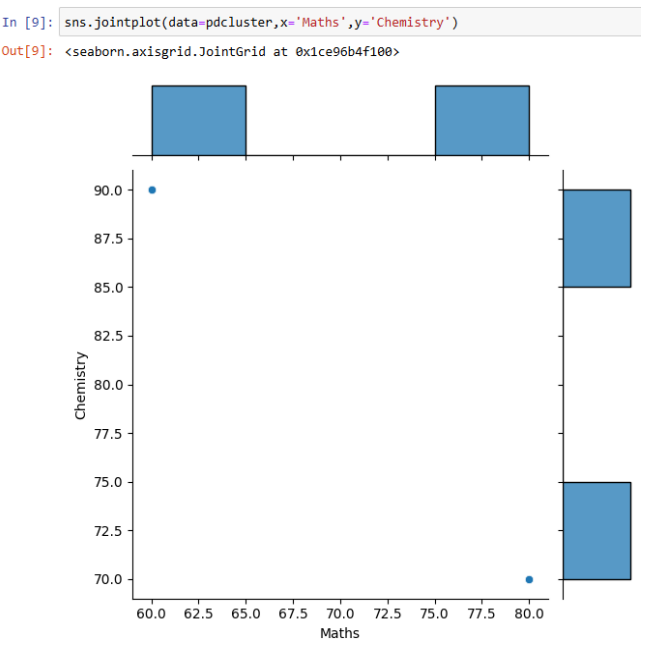 In [9]: sns.jointplot(data=pdcluster,x='Maths',y='Chemistry')
Out[9]: <seaborn.axisgrid.JointGrid at 0x1ce96b4f100>
90.0
87.5
85.0
82.5
80.0
77.5
75.0
72.5
70.0
Chemistry
60.0 62.5 65.0 67.5 70.0 72.5 75.0 77.5 80.0
Maths